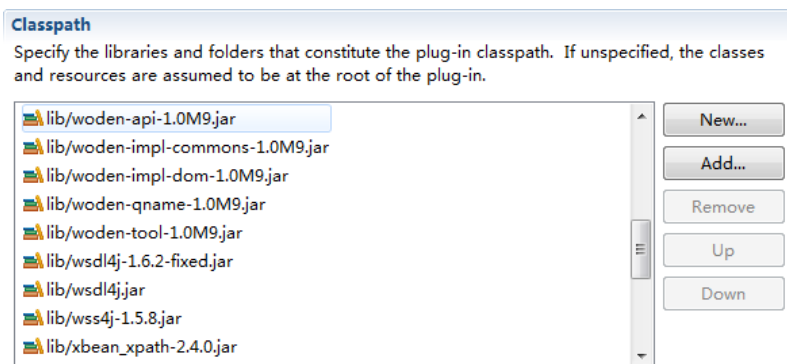 Classpath
Specify the libraries and folders that constitute the plug-in classpath.  If unspecified, the classes
and resources are assumed to be at the root of the plug-in.
lib/woden-api-1.0M9.jar
lib/woden-impl-commons-1.0M9.jar
lib/woden-impl-dom-1.0M9.jar
lib/woden-qname-1.0M9.jar
lib/woden-tool-1.0M9.jar
lib/wsdl4j-1.6.2-fixed.jar
lib/wsdl4j.jar
lib/wss4j-1.5.8.jar
lib/xbean_xpath-2.4.0.jar
New...
Add...
Remove
Up
Down